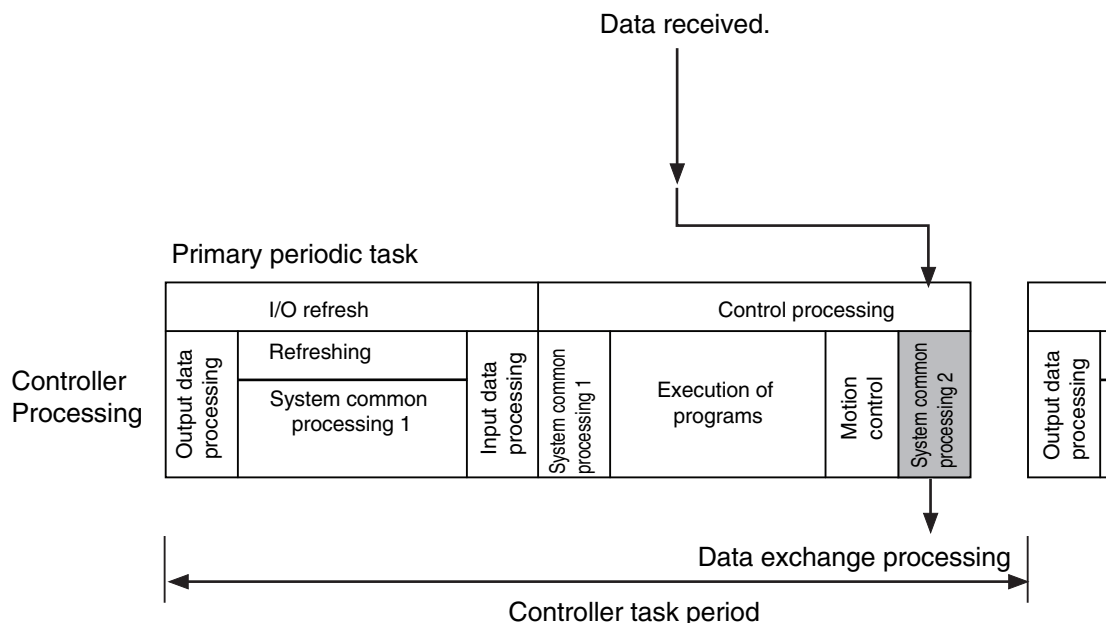 Data received.
Primary periodic task
I/O refresh
Control processing
Controller
Processing
Output data
processing
Refreshing
System common
processing 1
Input data
processing
System common
processing 1
Execution of
programs
Motion
control
System common
processing 2
Output data
processing
Data exchange processing
Controller task period